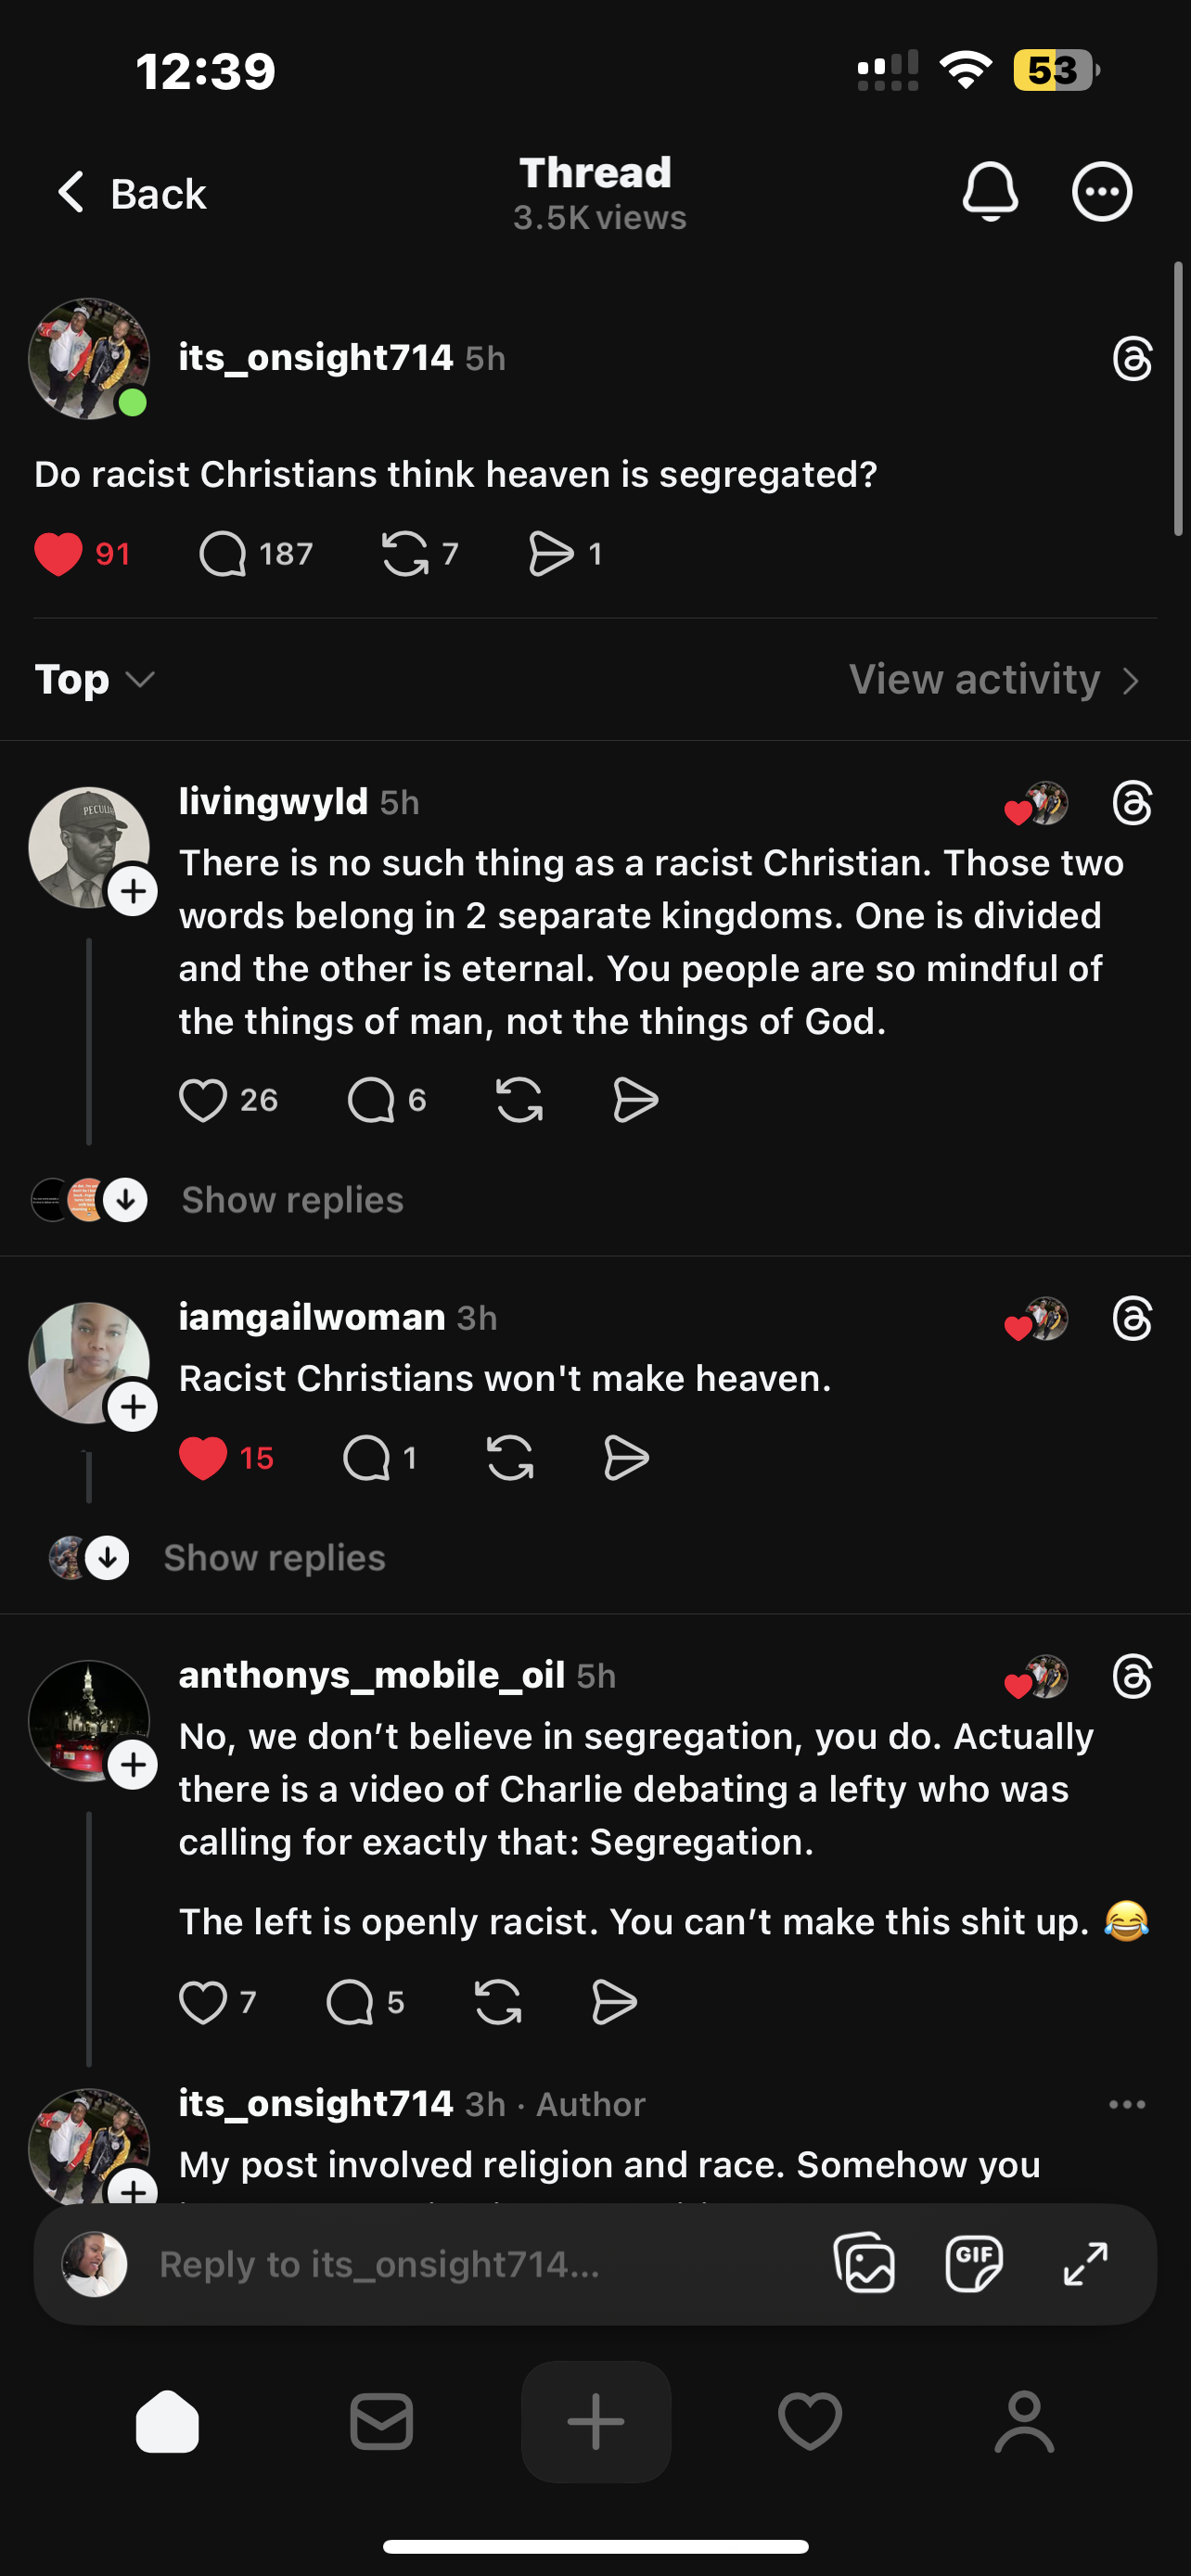 12:39
53
Back
Thread
3.5K views
its_onsight714 5h
Do racist Christians think heaven is segregated?
91 187 7 1
Top
View activity
livingwyld 5h
There is no such thing as a racist Christian. Those two
words belong in 2 separate kingdoms. One is divided
and the other is eternal. You people are so mindful of
the things of man, not the things of God.
26 6
Show replies
iamgailwoman 3h
Racist Christians won't make heaven.
15 1
Show replies
anthonys_mobile_oil 5h
No, we don’t believe in segregation, you do. Actually
there is a video of Charlie debating a lefty who was
calling for exactly that: Segregation.
The left is openly racist. You can’t make this shit up. 😂
7 5
its_onsight714 3h · Author
My post involved religion and race. Somehow you
Reply to its_onsight714...
GIF